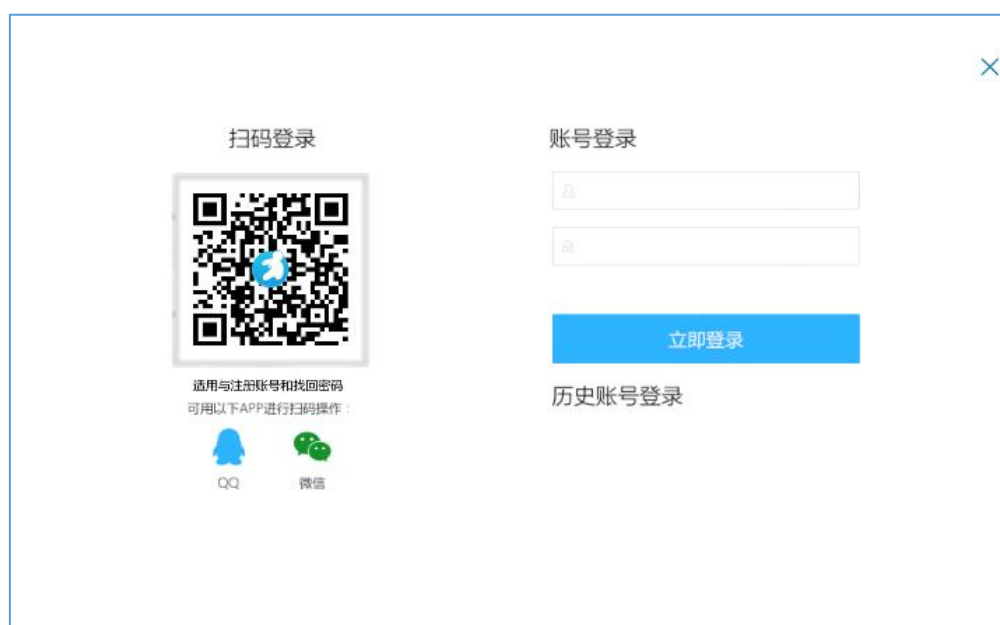 扫码登录
适用与注册账号和找回密码
可用以下APP进行扫码操作：
QQ
微信
账号登录
立即登录
历史账号登录